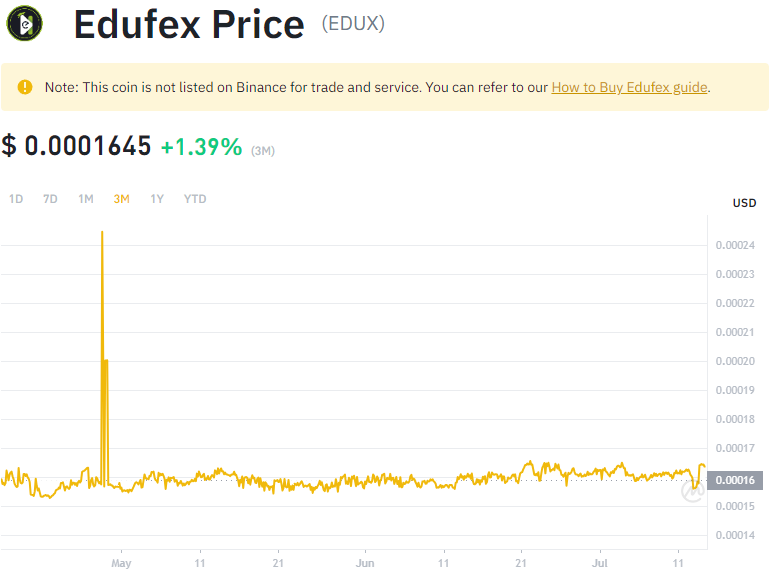 Edufex Price (EDUX)
Note: This coin is not listed on Binance for trade and service. You can refer to our How to Buy Edufex guide.
$ 0.0001645 +1.39% (3M)
1D 7D 1M 3M 1Y YTD
USD
0.00024
0.00023
0.00022
0.00021
0.00020
0.00019
0.00018
0.00017
0.00016
0.00015
0.00014
May 11 21 Jun 11 21 Jul 11